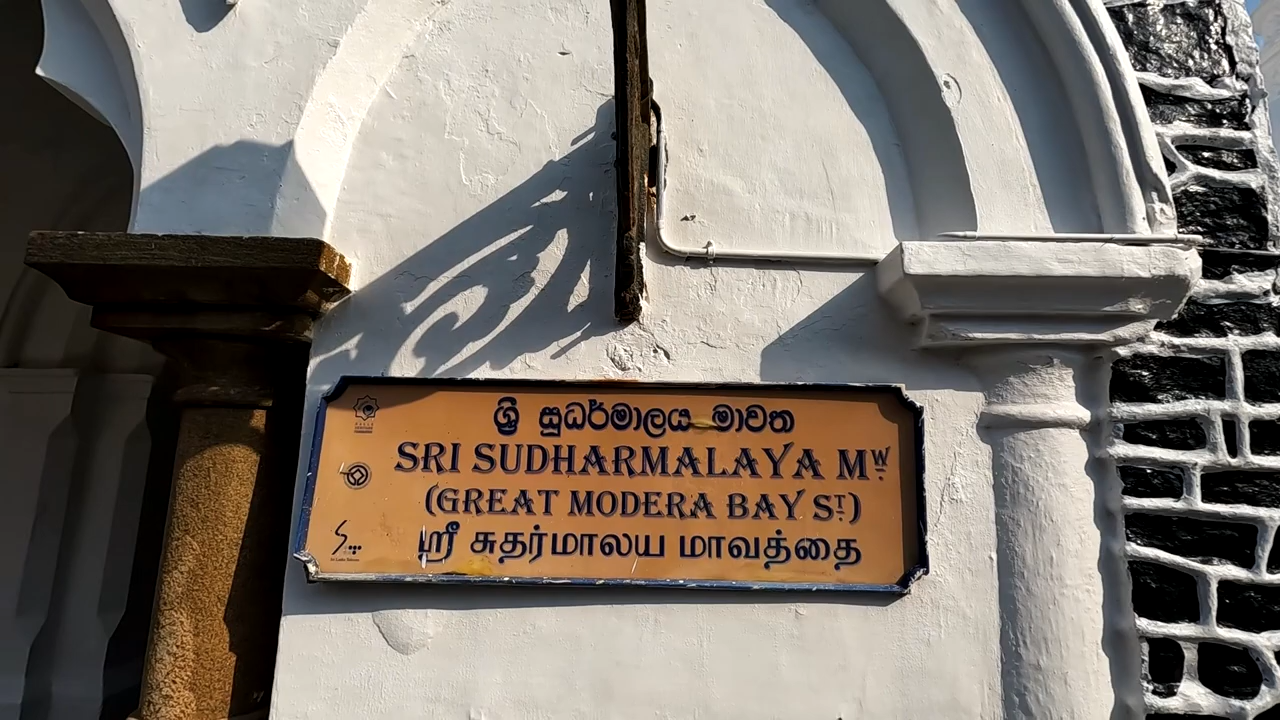 ශ්‍රී සුධර්මාලය මාවත
SRI SUDHARMALAYA MW.
(GREAT MODERA BAY ST.)
ஸ்ரீ சுதர்மாலய மாவத்தை